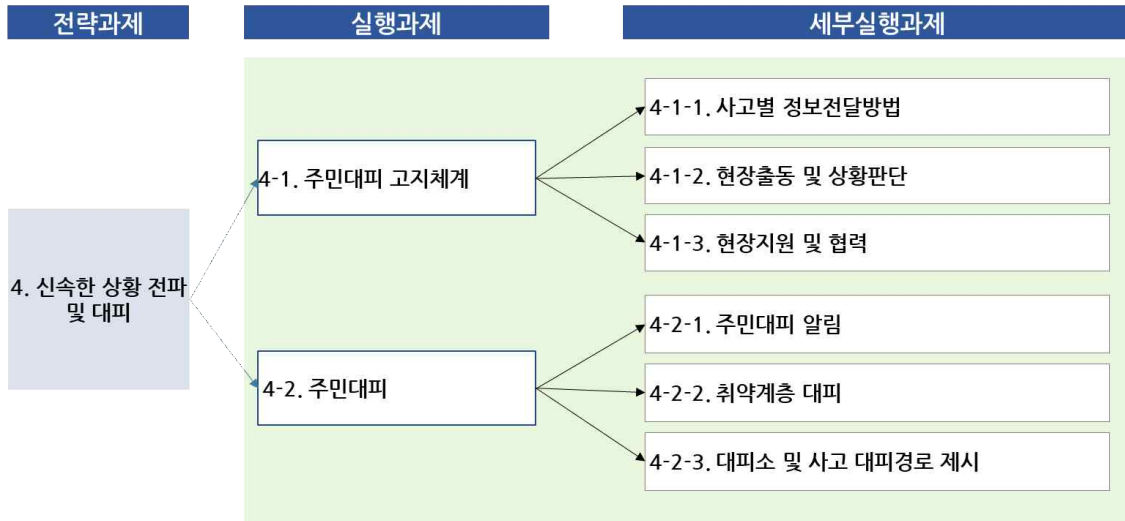 전략과제
실행과제
세부실행과제
4. 신속한 상황 전파
및 대피
4-1. 주민대피 고지체계
4-1-1. 사고별 정보전달방법
4-1-2. 현장출동 및 상황판단
4-1-3. 현장지원 및 협력
4-2. 주민대피
4-2-1. 주민대피 알림
4-2-2. 취약계층 대피
4-2-3. 대피소 및 사고 대피경로 제시